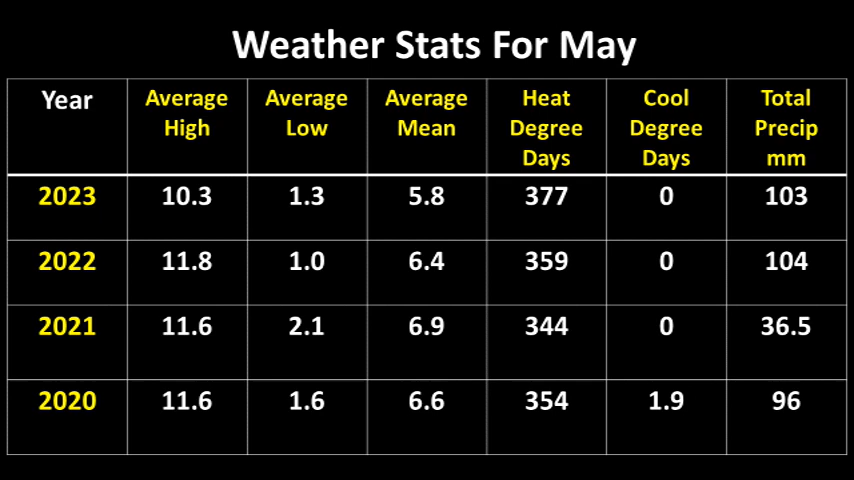 Weather Stats For May
Year Average High Average Low Average Mean Heat Degree Days Cool Degree Days Total Precip mm
2023 10.3 1.3 5.8 377 0 103
2022 11.8 1.0 6.4 359 0 104
2021 11.6 2.1 6.9 344 0 36.5
2020 11.6 1.6 6.6 354 1.9 96